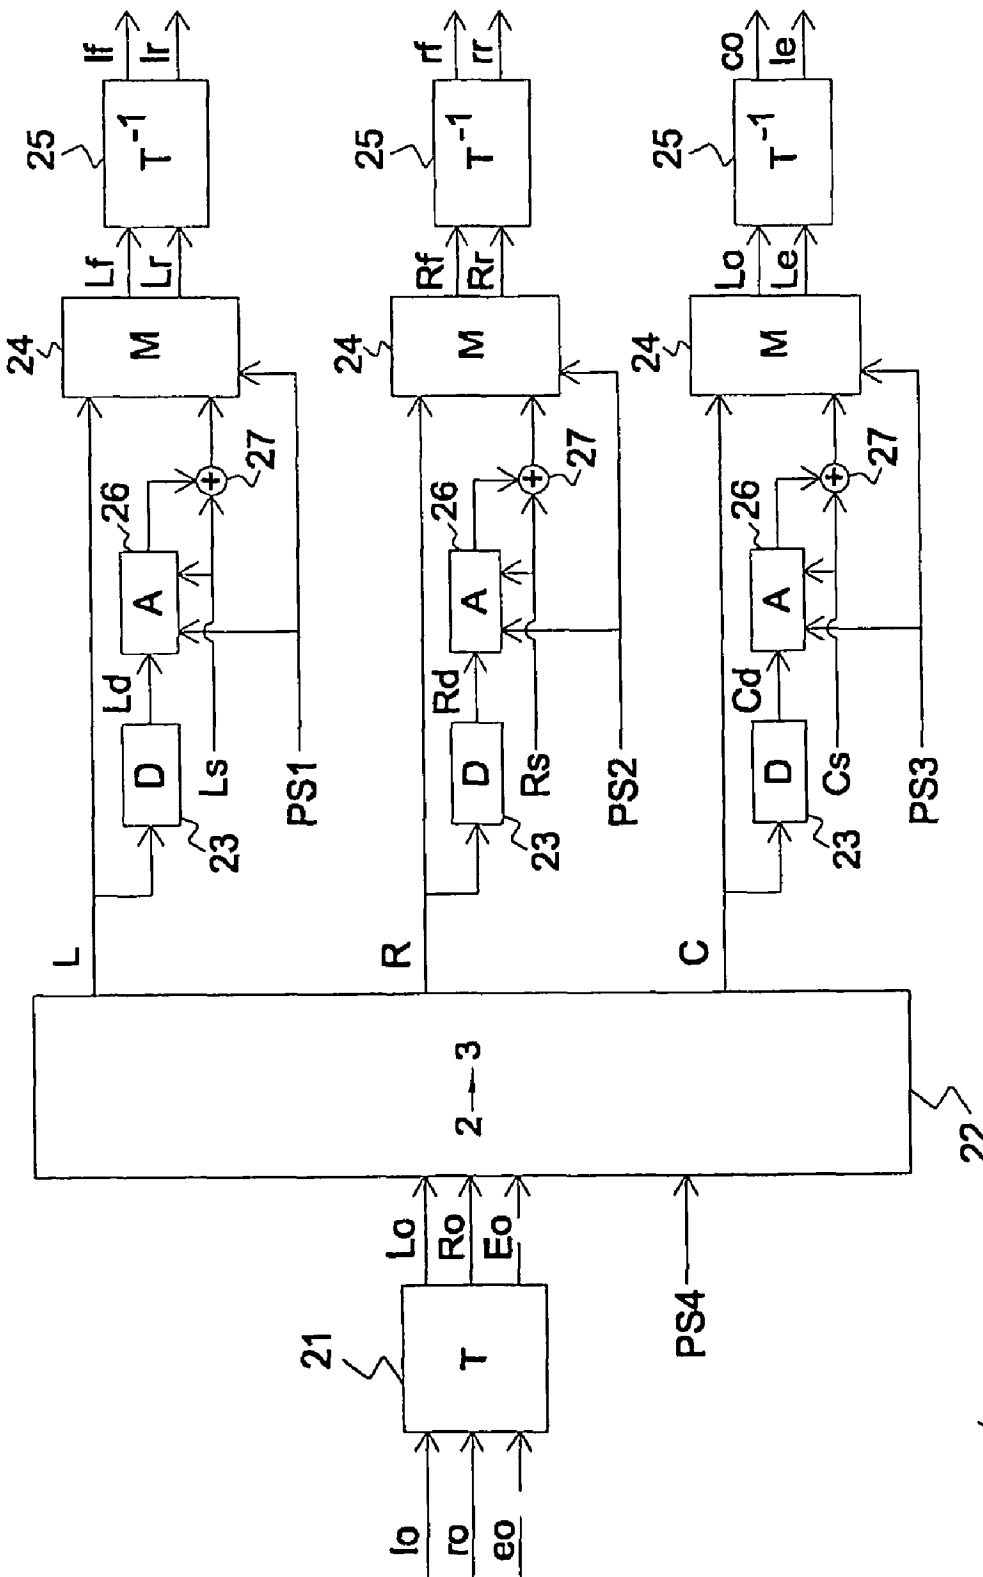 lo
ro
eo
21
T
Lo
Ro
Eo
PS4
2 → 3
22
L
D
23
Ld
Ls
PS1
A
26
+
27
M
24
Lf
Lr
T⁻¹
25
lf
lr
R
D
23
Rd
Rs
PS2
A
26
+
27
M
24
Rf
Rr
T⁻¹
25
rf
rr
C
D
23
Cd
Cs
PS3
A
26
+
27
M
24
Lo
Le
T⁻¹
25
co
le